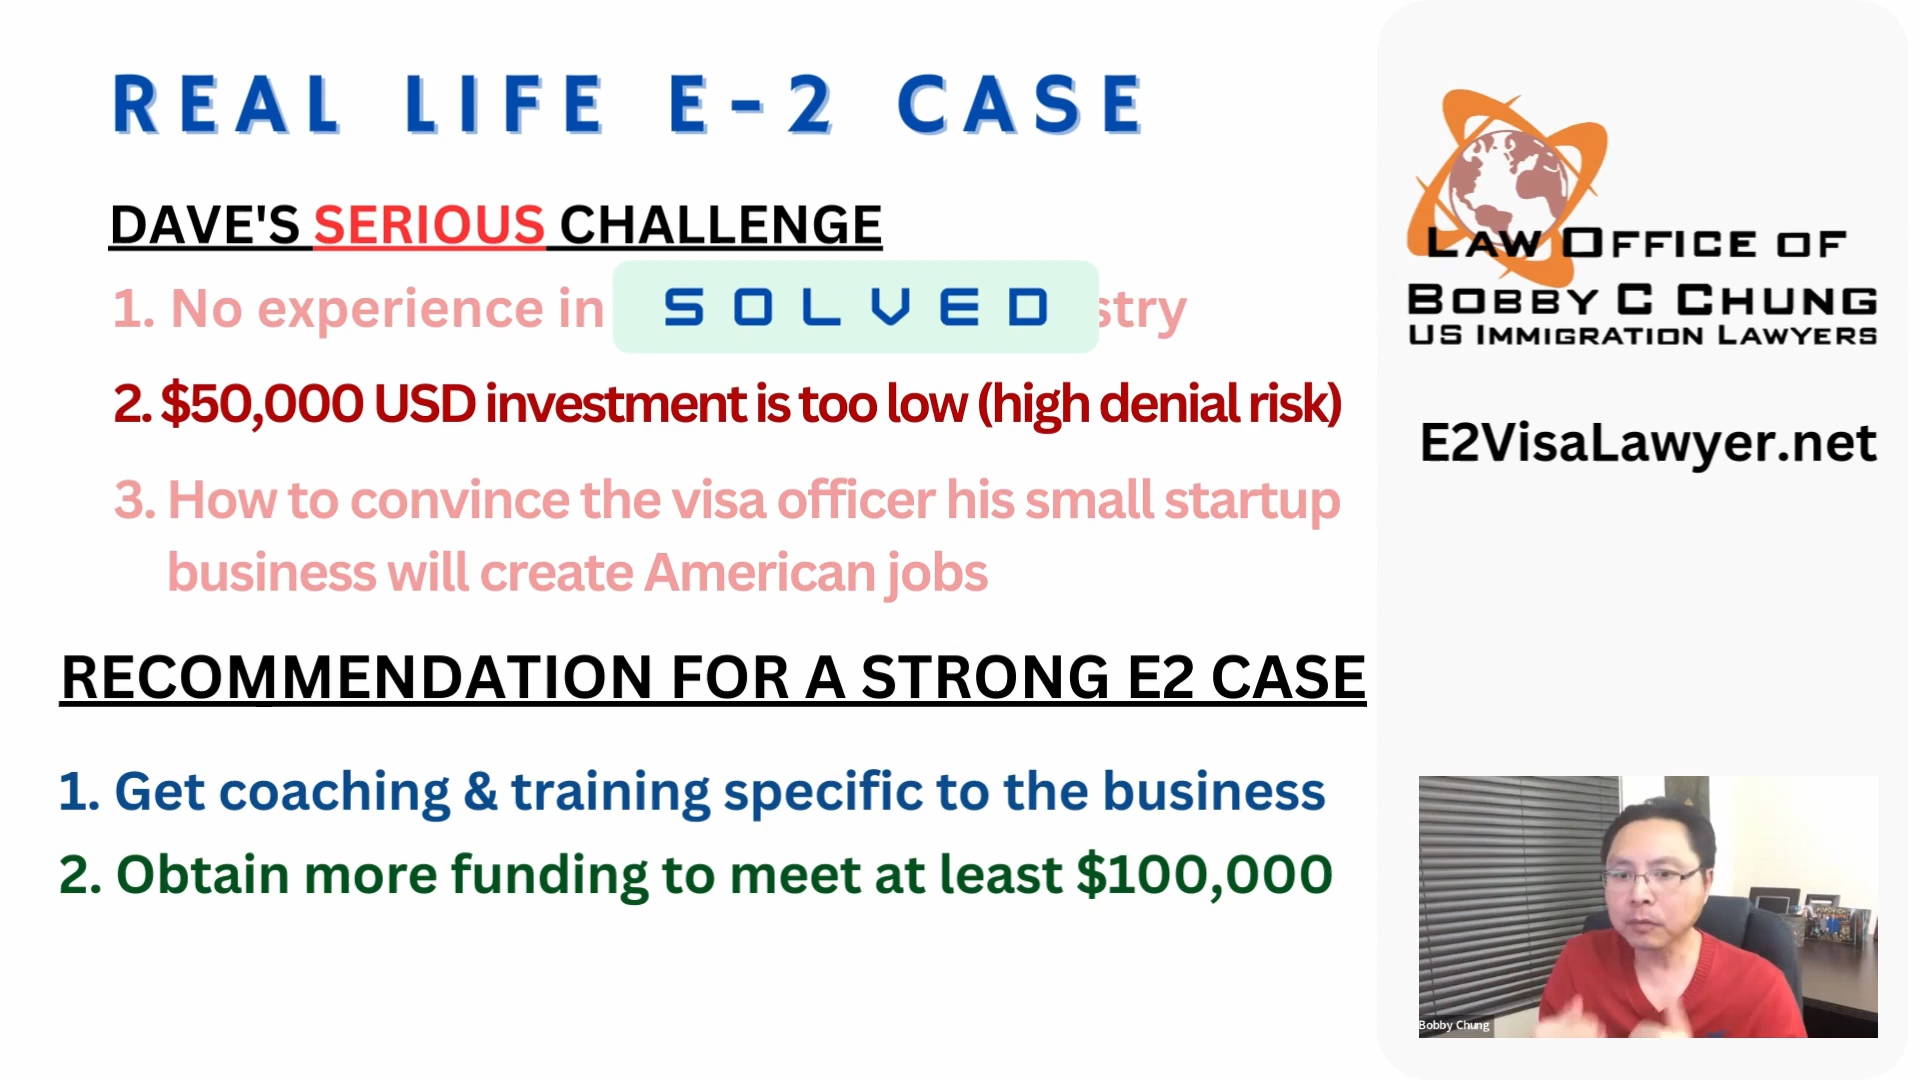 REAL LIFE E-2 CASE
DAVE'S SERIOUS CHALLENGE
1. No experience in SOLVED stry
2. $50,000 USD investment is too low (high denial risk)
3. How to convince the visa officer his small startup
business will create American jobs
RECOMMENDATION FOR A STRONG E2 CASE
1. Get coaching & training specific to the business
2. Obtain more funding to meet at least $100,000
LAW OFFICE OF
BOBBY C CHUNG
US IMMIGRATION LAWYERS
E2VisaLawyer.net
Bobby Chung